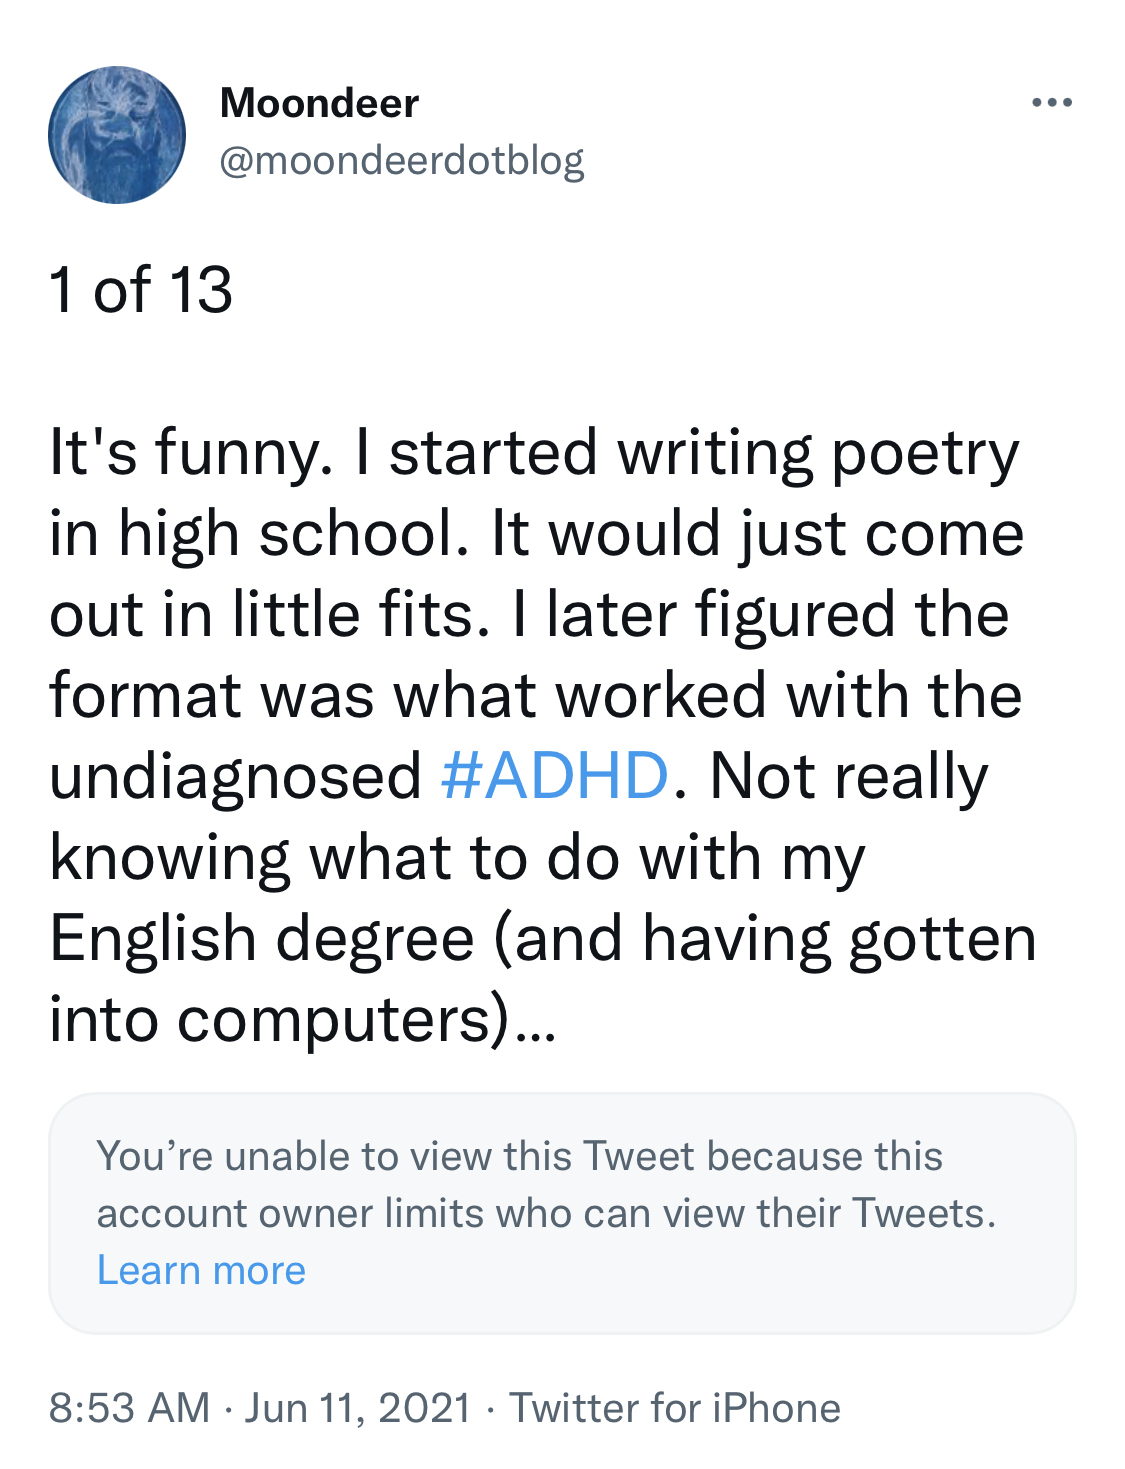 Moondeer
@moondeerdotblog
1 of 13
It's funny. I started writing poetry
in high school. It would just come
out in little fits. I later figured the
format was what worked with the
undiagnosed #ADHD. Not really
knowing what to do with my
English degree (and having gotten
into computers)...
You’re unable to view this Tweet because this
account owner limits who can view their Tweets.
Learn more
8:53 AM · Jun 11, 2021 · Twitter for iPhone